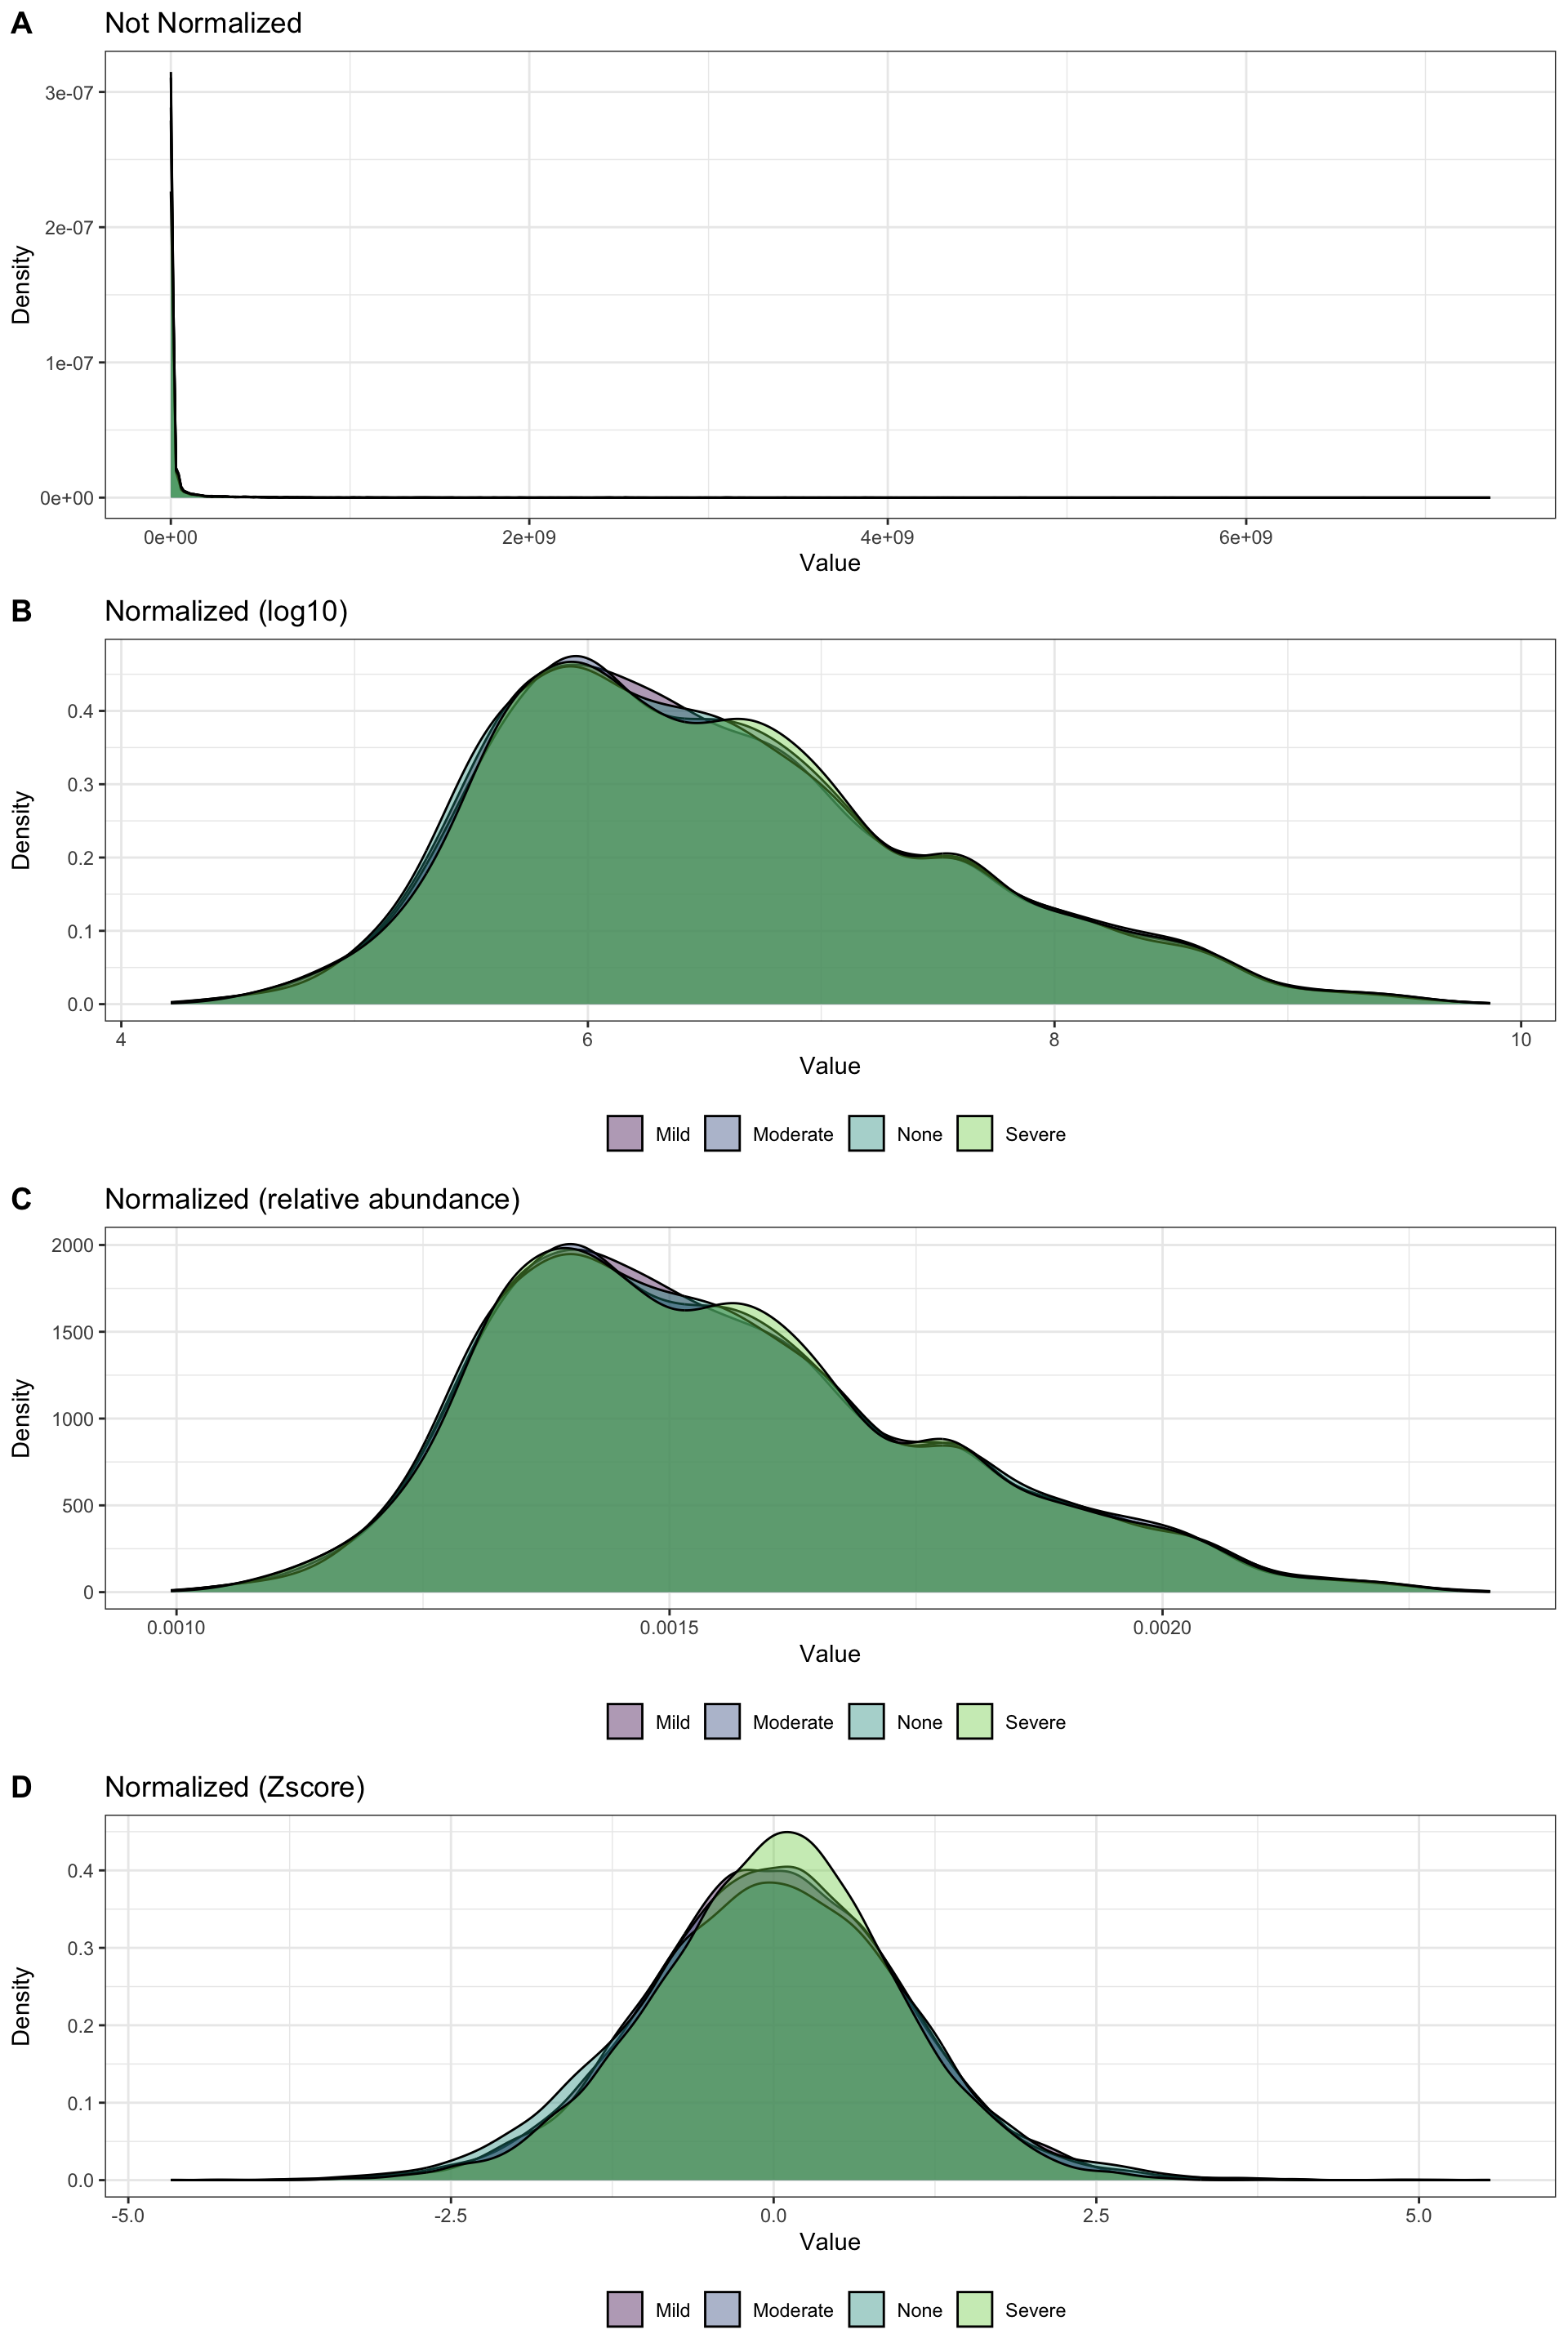 A Not Normalized
3e-07
2e-07
1e-07
0e+00
Density
0e+00 2e+09 4e+09 6e+09
Value
B Normalized (log10)
0.4
0.3
0.2
0.1
0.0
Density
4 6 8 10
Value
Mild Moderate None Severe
C Normalized (relative abundance)
2000
1500
1000
500
0
Density
0.0010 0.0015 0.0020
Value
Mild Moderate None Severe
D Normalized (Zscore)
0.4
0.3
0.2
0.1
0.0
Density
-5.0 -2.5 0.0 2.5 5.0
Value
Mild Moderate None Severe